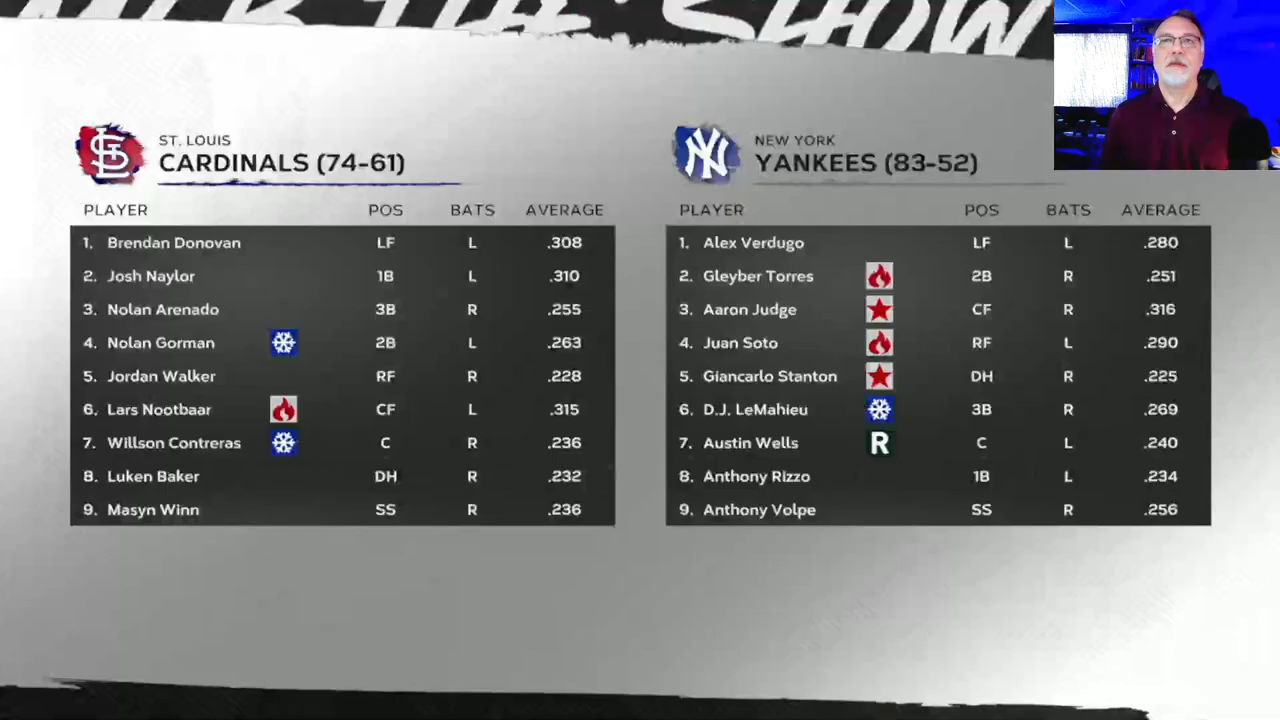 MLB THE SHOW
ST. LOUIS
CARDINALS (74-61)
PLAYER POS BATS AVERAGE
1. Brendan Donovan LF L .308
2. Josh Naylor 1B L .310
3. Nolan Arenado 3B R .255
4. Nolan Gorman 2B L .263
5. Jordan Walker RF R .228
6. Lars Nootbaar CF L .315
7. Willson Contreras C R .236
8. Luken Baker DH R .232
9. Masyn Winn SS R .236
NEW YORK
YANKEES (83-52)
PLAYER POS BATS AVERAGE
1. Alex Verdugo LF L .280
2. Gleyber Torres 2B R .251
3. Aaron Judge CF R .316
4. Juan Soto RF L .290
5. Giancarlo Stanton DH R .225
6. D.J. LeMahieu 3B R .269
7. Austin Wells R C L .240
8. Anthony Rizzo 1B L .234
9. Anthony Volpe SS R .256